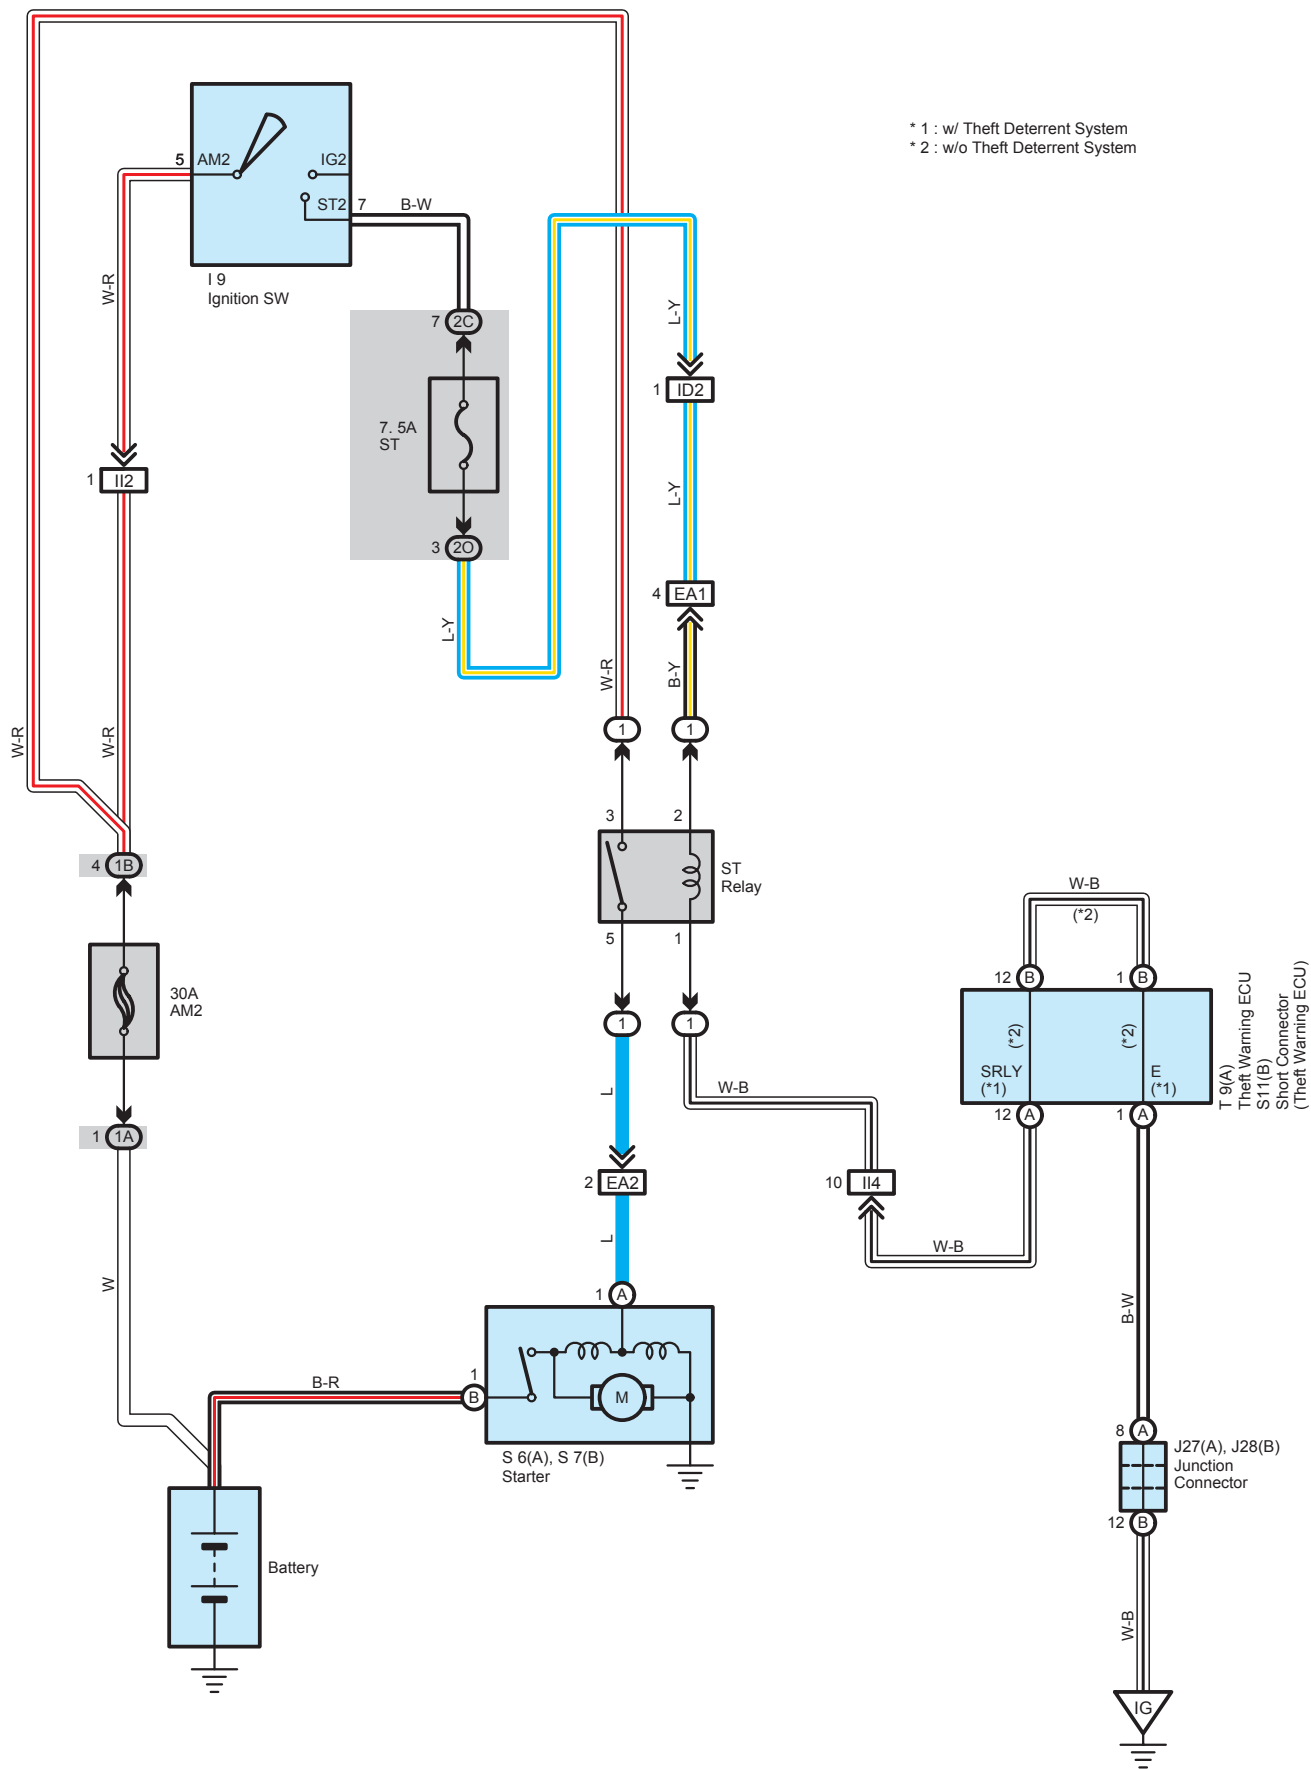 * 1 : w/ Theft Deterrent System
* 2 : w/o Theft Deterrent System
5
AM2
IG2
ST2
7
B-W
I 9
Ignition SW
W-R
L-Y
7
2C
1
ID2
7. 5A
ST
1
II2
L-Y
3
2O
4
EA1
L-Y
W-R
B-Y
W-R
W-R
1
1
3
2
4
1B
ST
Relay
W-B
(*2)
5
1
12
B
1
B
30A
AM2
1
1
(*2)
(*2)
SRLY
(*1)
E
(*1)
T 9(A)
Theft Warning ECU
S11(B)
Short Connector
(Theft Warning ECU)
L
W-B
12
A
1
A
1
1A
2
EA2
10
II4
L
W-B
W
1
A
B-W
B-R
1
B
M
8
A
J27(A), J28(B)
Junction
Connector
S 6(A), S 7(B)
Starter
12
B
Battery
W-B
IG